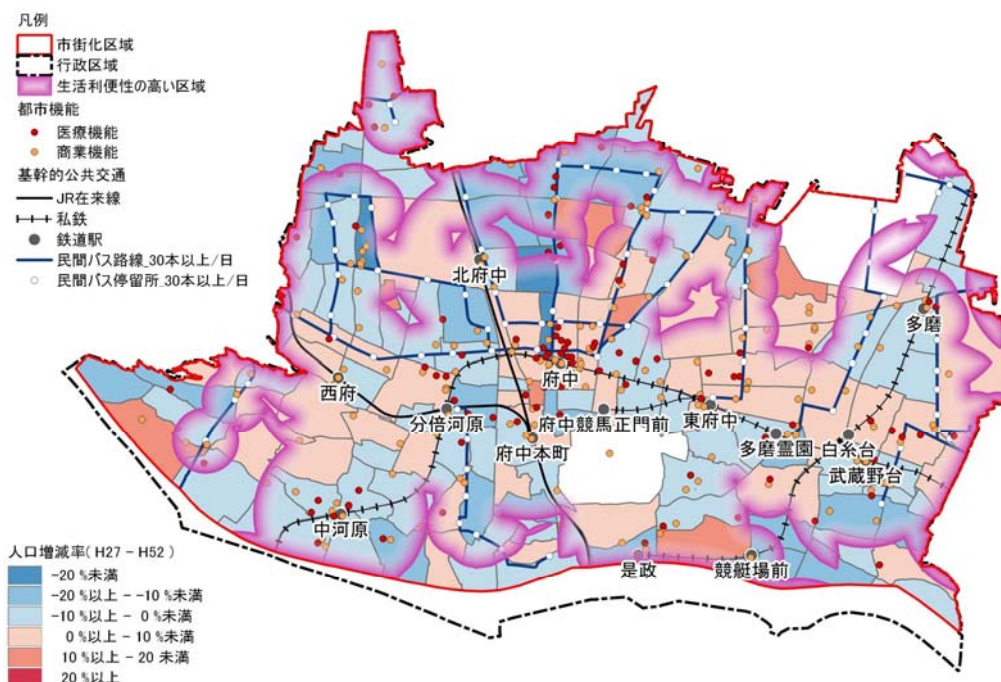 凡例
市街化区域
行政区域
生活利便性の高い区域
都市機能
医療機能
商業機能
基幹的公共交通
JR在来線
私鉄
鉄道駅
民間バス路線_30本以上/日
民間バス停留所_30本以上/日
北府中
多磨
府中
西府
分倍河原
府中競馬正門前
東府中
府中本町
多磨霊園
白糸台
武蔵野台
中河原
是政
競艇場前
人口増減率(H27-H52)
-20%未満
-20%以上--10%未満
-10%以上-0%未満
0%以上-10%未満
10%以上-20未満
20%以上